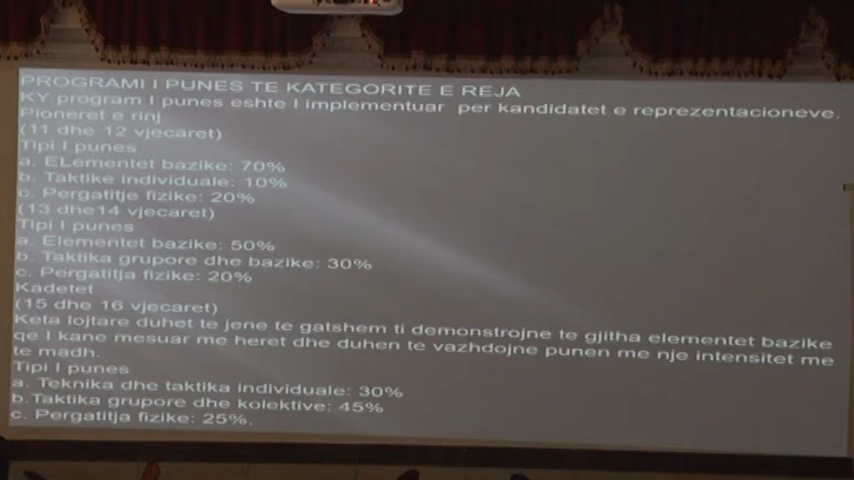 PROGRAMI I PUNES TE KATEGORITE E REJA
KY program I punes eshte I implementuar per kandidatet e reprezentacioneve.
Pioneret e rinj
(11 dhe 12 vjecaret)
Tipi I punes
a. ELementet bazike: 70%
b. Taktike individuale: 10%
c. Pergatitje fizike: 20%
(13 dhe14 vjecaret)
Tipi I punes
a. Elementet bazike: 50%
b. Taktika grupore dhe bazike: 30%
c. Pergatitja fizike: 20%
Kadetet
(15 dhe 16 vjecaret)
Keta lojtare duhet te jene te gatshem ti demonstrojne te gjitha elementet bazike
qe I kane mesuar me heret dhe duhen te vazhdojne punen me nje intensitet me
te madh.
Tipi I punes
a. Teknika dhe taktika individuale: 30%
b.Taktika grupore dhe kolektive: 45%
c. Pergatitja fizike: 25%.